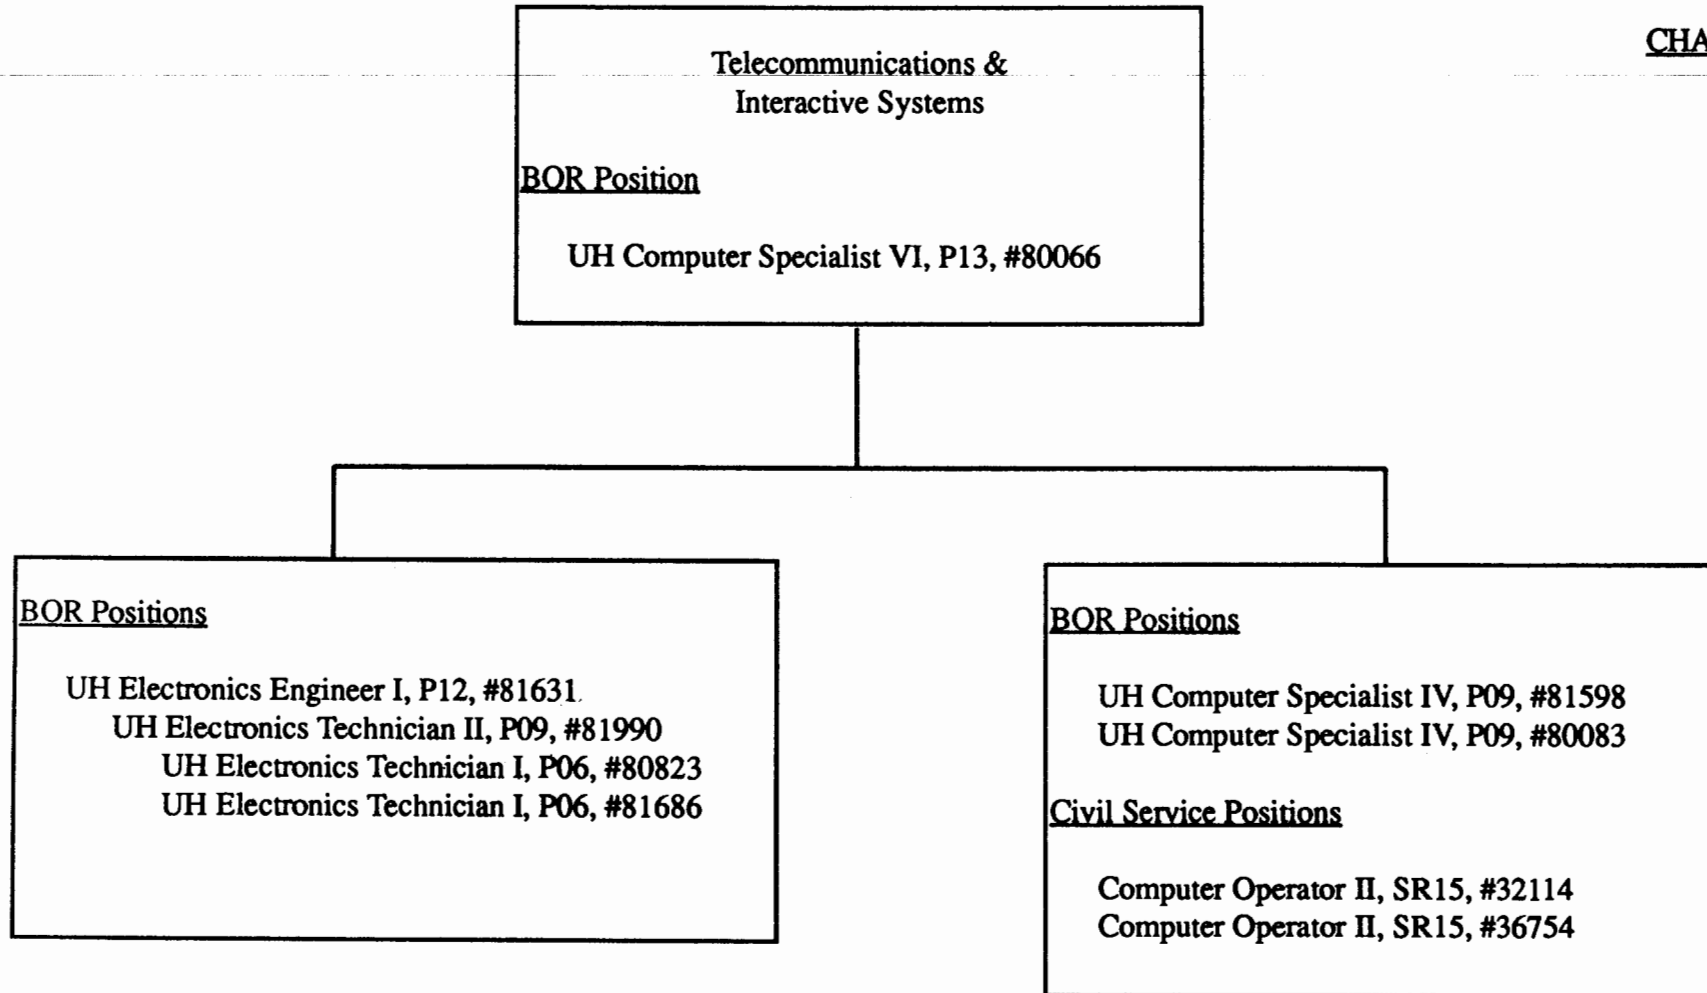 CHA
Telecommunications &
Interactive Systems
BOR Position
UH Computer Specialist VI, P13, #80066
BOR Positions
UH Electronics Engineer I, P12, #81631
UH Electronics Technician II, P09, #81990
UH Electronics Technician I, P06, #80823
UH Electronics Technician I, P06, #81686
BOR Positions
UH Computer Specialist IV, P09, #81598
UH Computer Specialist IV, P09, #80083
Civil Service Positions
Computer Operator II, SR15, #32114
Computer Operator II, SR15, #36754